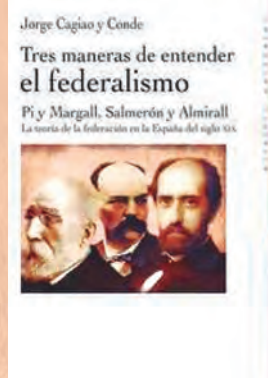 Jorge Cagiao y Conde
Tres maneras de entender
el federalismo
Pi y Margall, Salmerón y Almirall
La teoría de la federación en la España del siglo XIX